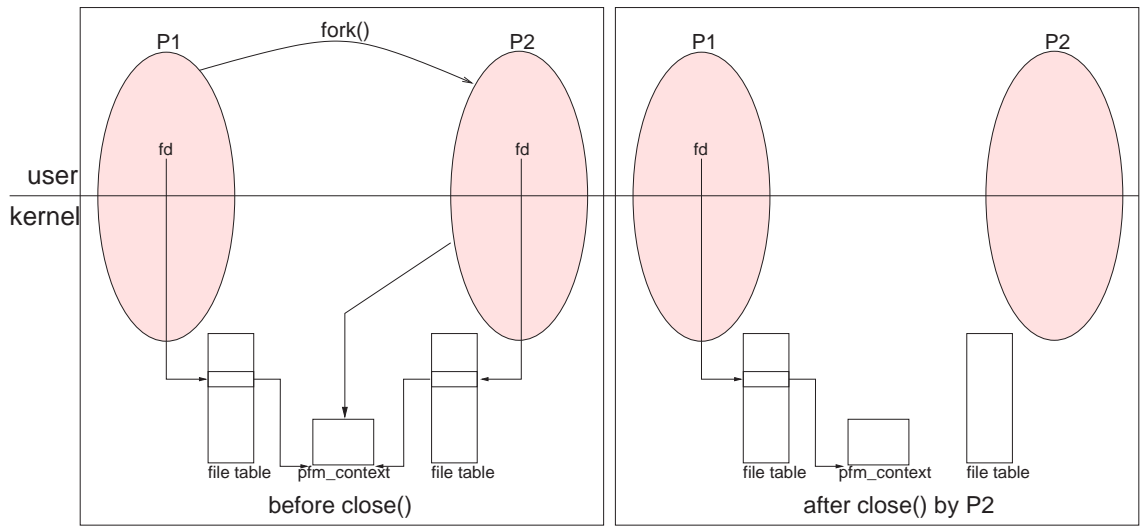 fork()
P1
P2
P1
P2
fd
fd
fd
user
kernel
file table
pfm_context
file table
file table
pfm_context
file table
before close()
after close() by P2